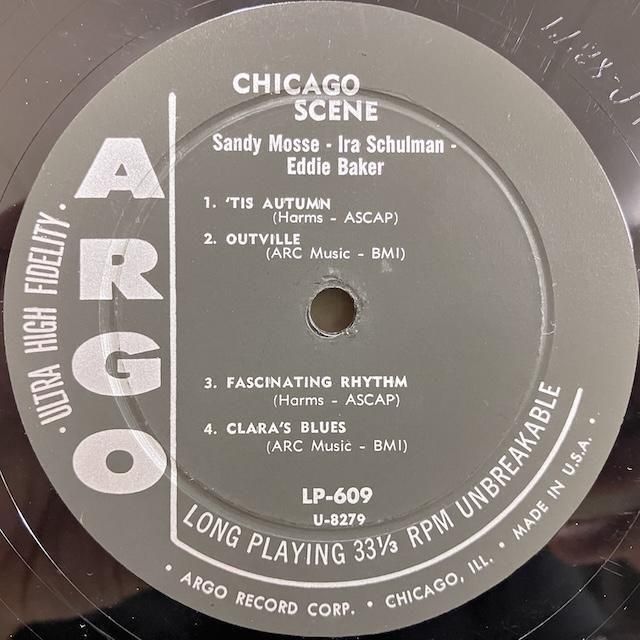 CHICAGO
SCENE
Sandy Mosse - Ira Schulman -
Eddie Baker
1. 'TIS AUTUMN
(Harms - ASCAP)
2. OUTVILLE
(ARC Music - BMI)
3. FASCINATING RHYTHM
(Harms - ASCAP)
4. CLARA'S BLUES
(ARC Music - BMI)
LP-609
U-8279
ARGO
• ULTRA HIGH FIDELITY •
LONG PLAYING 33⅓ RPM UNBREAKABLE
• ARGO RECORD CORP. • CHICAGO, ILL. • MADE IN U.S.A. •